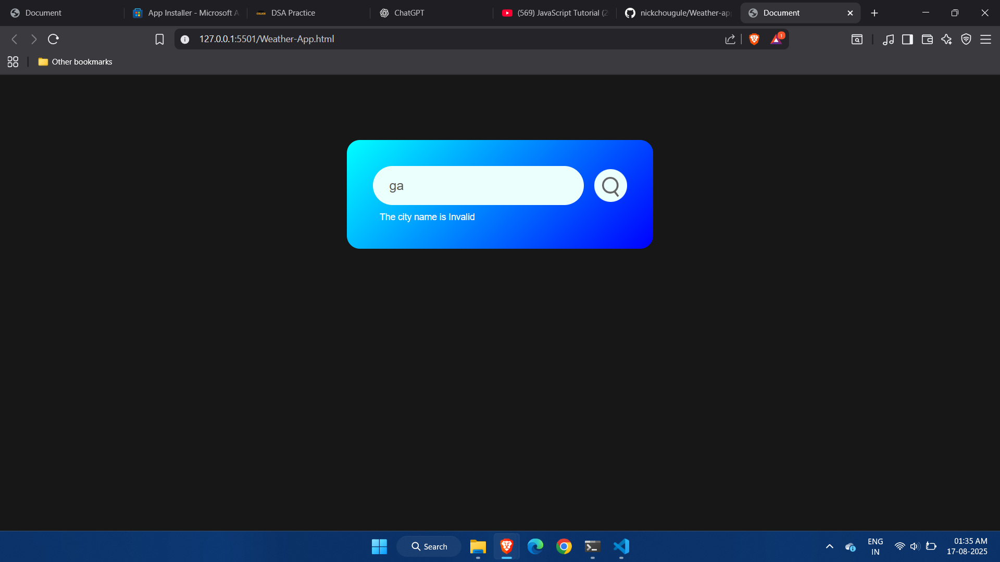 Document
App Installer - Microsoft A
COLLEGE
DSA Practice
ChatGPT
(569) JavaScript Tutorial (2
nickchougule/Weather-ap
Document
127.0.0.1:5501/Weather-App.html
1
Other bookmarks
ga
The city name is Invalid
Search
ENG
IN
01:35 AM
17-08-2025